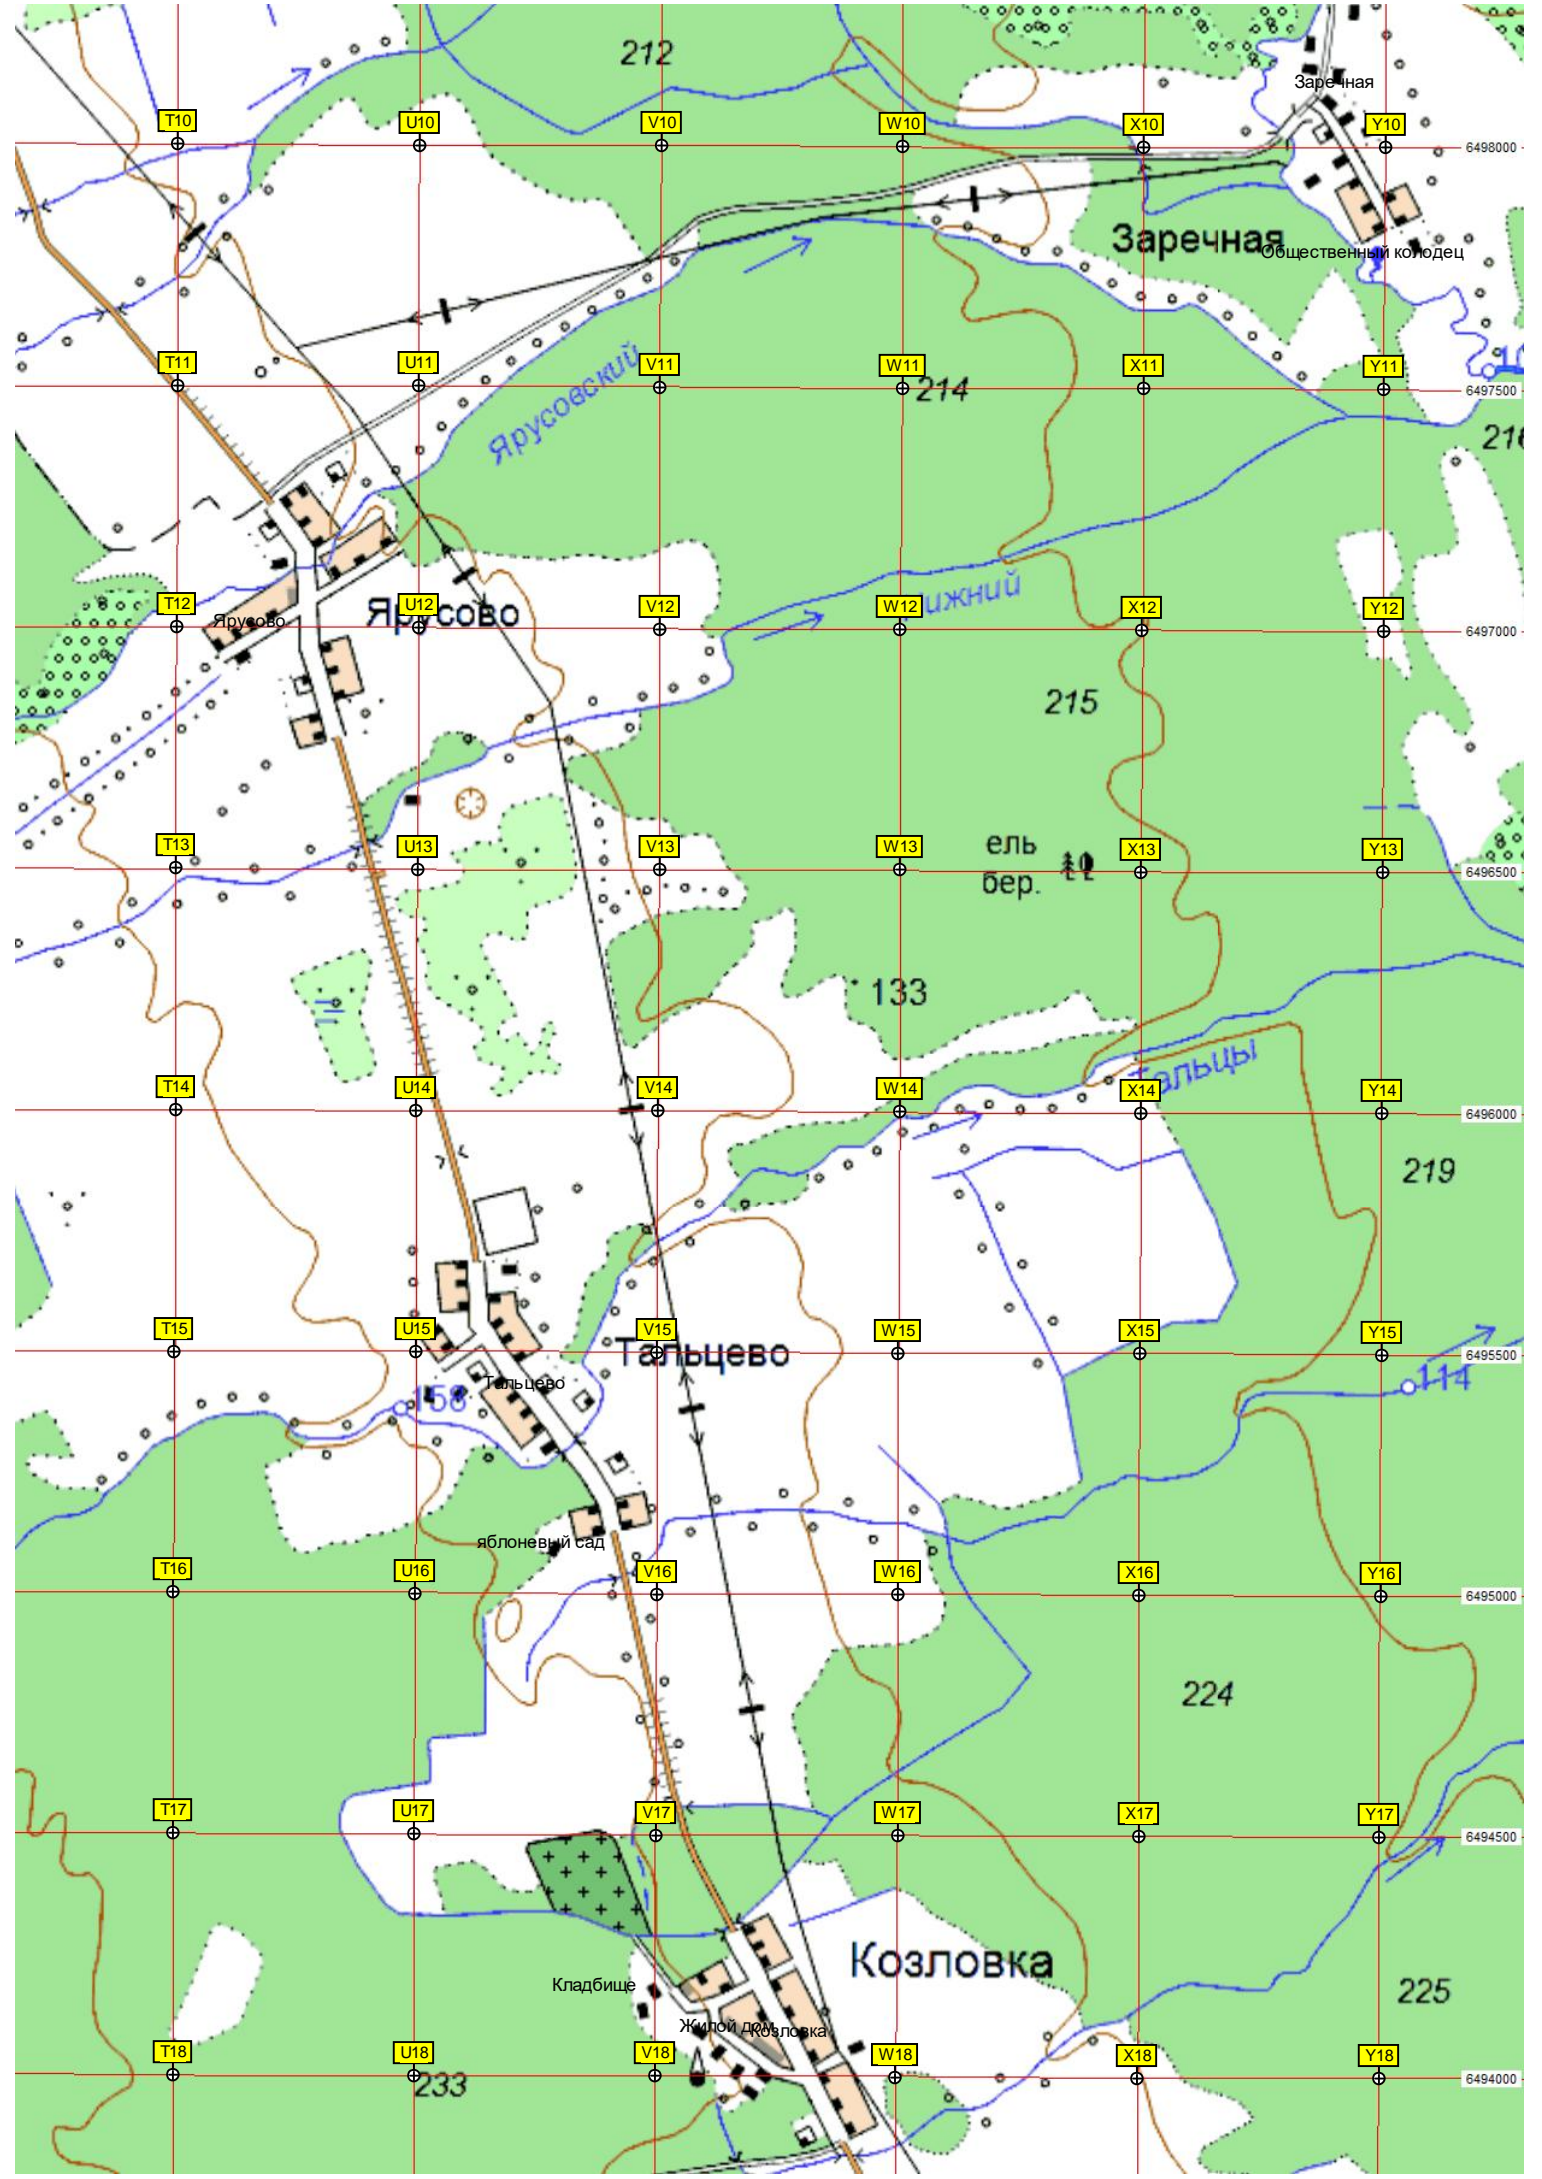 212
Заречная
T10 U10 V10 W10 X10 Y10
6498000
Заречная
Общественный колодец
T11 U11 V11 W11 X11 Y11
Ярусовский
214
6497500
216
T12 U12 V12 W12 X12 Y12
Ярусово
Ярусово
6497000
215
T13 U13 V13 W13 X13 Y13
ель
бер.
6496500
133
Тальцы
T14 U14 V14 W14 X14 Y14
6496000
219
T15 U15 V15 W15 X15 Y15
Тальцево
6495500
Тальцево
158
114
яблоневый сад
T16 U16 V16 W16 X16 Y16
6495000
224
T17 U17 V17 W17 X17 Y17
6494500
Козловка
Кладбище
225
Жилой дом
Козловка
T18 U18 V18 W18 X18 Y18
233
6494000